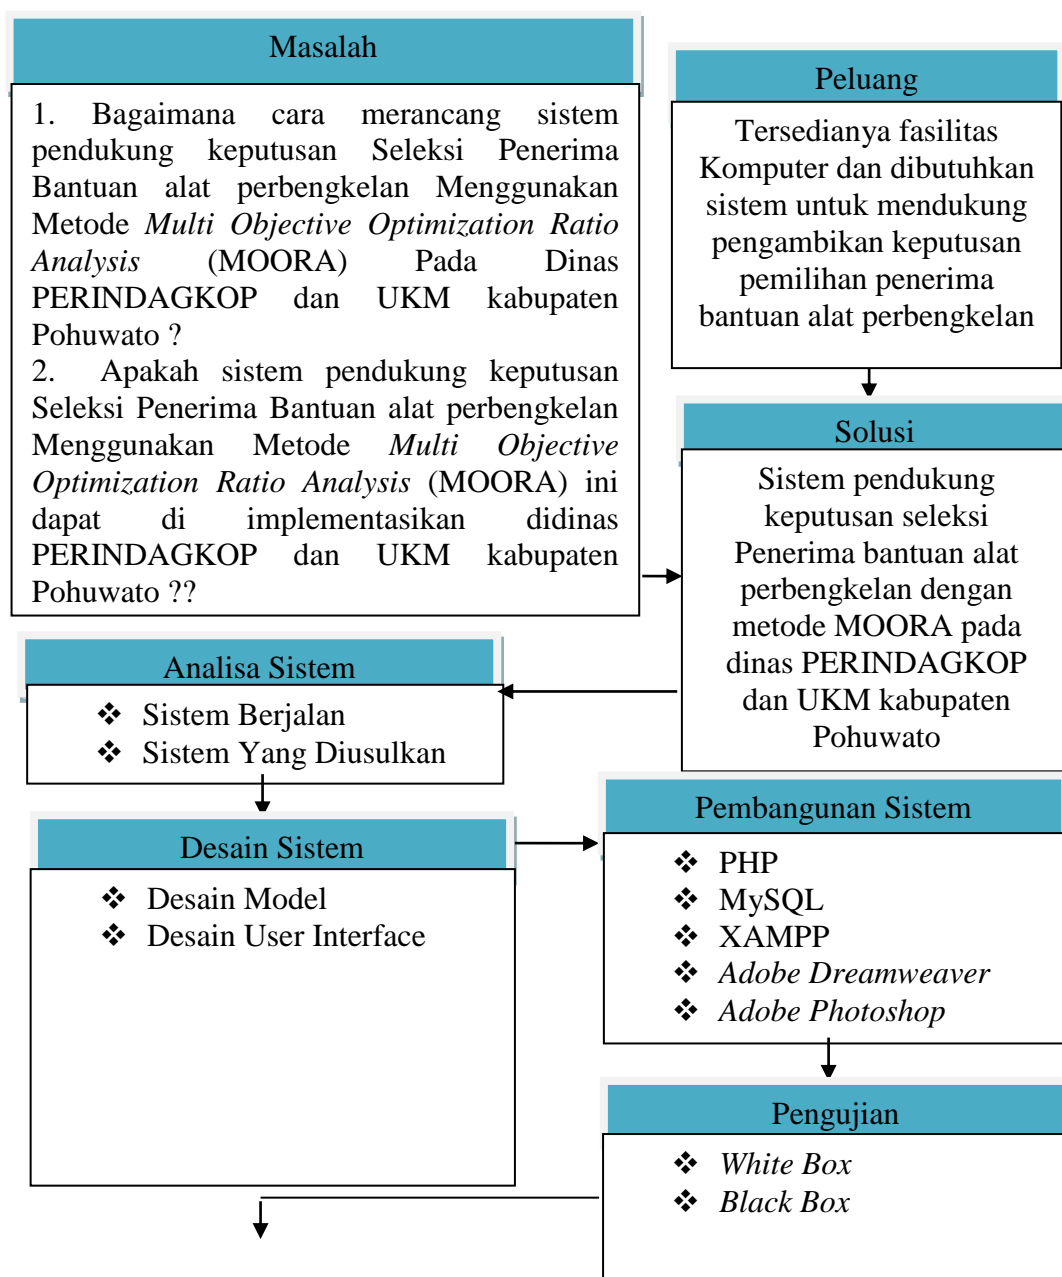 Masalah
1. Bagaimana cara merancang sistem
pendukung keputusan Seleksi Penerima
Bantuan alat perbengkelan Menggunakan
Metode Multi Objective Optimization Ratio
Analysis (MOORA) Pada Dinas
PERINDAGKOP dan UKM kabupaten
Pohuwato ?
2. Apakah sistem pendukung keputusan
Seleksi Penerima Bantuan alat perbengkelan
Menggunakan Metode Multi Objective
Optimization Ratio Analysis (MOORA) ini
dapat di implementasikan didinas
PERINDAGKOP dan UKM kabupaten
Pohuwato ??
Peluang
Tersedianya fasilitas
Komputer dan dibutuhkan
sistem untuk mendukung
pengambikan keputusan
pemilihan penerima
bantuan alat perbengkelan
Solusi
Sistem pendukung
keputusan seleksi
Penerima bantuan alat
perbengkelan dengan
metode MOORA pada
dinas PERINDAGKOP
dan UKM kabupaten
Pohuwato
Analisa Sistem
❖ Sistem Berjalan
❖ Sistem Yang Diusulkan
Desain Sistem
❖ Desain Model
❖ Desain User Interface
Pembangunan Sistem
❖ PHP
❖ MySQL
❖ XAMPP
❖ Adobe Dreamweaver
❖ Adobe Photoshop
Pengujian
❖ White Box
❖ Black Box